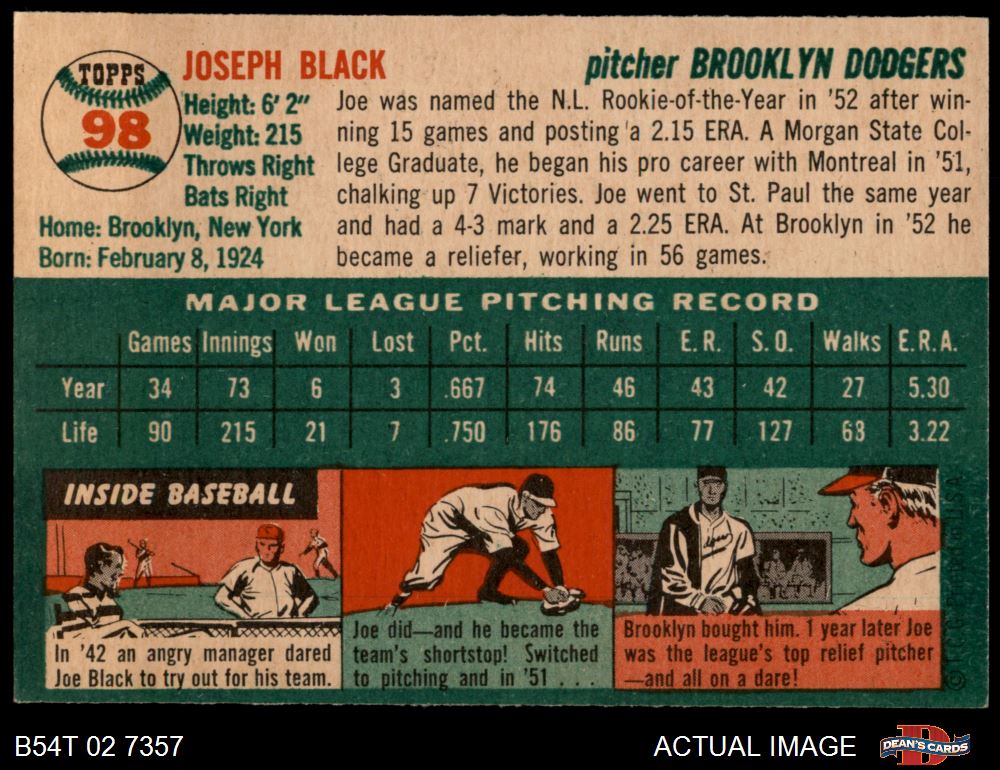 TOPPS
98
JOSEPH BLACK
pitcher BROOKLYN DODGERS
Height: 6' 2"
Weight: 215
Throws Right
Bats Right
Home: Brooklyn, New York
Born: February 8, 1924
Joe was named the N.L. Rookie-of-the-Year in '52 after win-
ning 15 games and posting a 2.15 ERA. A Morgan State Col-
lege Graduate, he began his pro career with Montreal in '51,
chalking up 7 Victories. Joe went to St. Paul the same year
and had a 4-3 mark and a 2.25 ERA. At Brooklyn in '52 he
became a reliefer, working in 56 games.
MAJOR LEAGUE PITCHING RECORD
Games Innings Won Lost Pct. Hits Runs E.R. S.O. Walks E.R.A.
Year 34 73 6 3 .667 74 46 43 42 27 5.30
Life 90 215 21 7 .750 176 86 77 127 68 3.22
INSIDE BASEBALL
In '42 an angry manager dared
Joe Black to try out for his team.
Joe did—and he became the
team's shortstop! Switched
to pitching and in '51 . . .
Brooklyn bought him. 1 year later Joe
was the league's top relief pitcher
—and all on a dare!
B54T 02 7357
ACTUAL IMAGE
D
DEAN'S CARDS